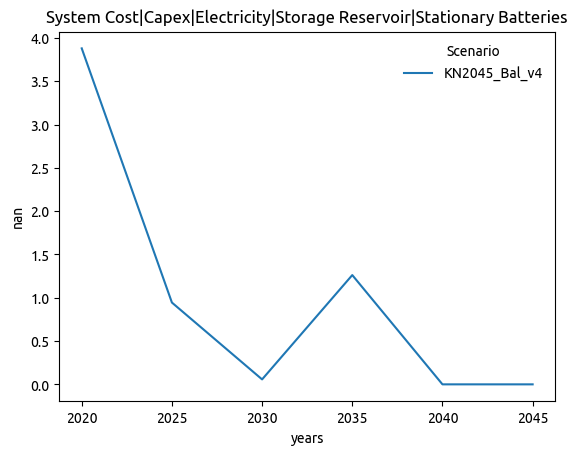 System Cost|Capex|Electricity|Storage Reservoir|Stationary Batteries
4.0
3.5
3.0
2.5
2.0
1.5
1.0
0.5
0.0
nan
Scenario
KN2045_Bal_v4
2020 2025 2030 2035 2040 2045
years